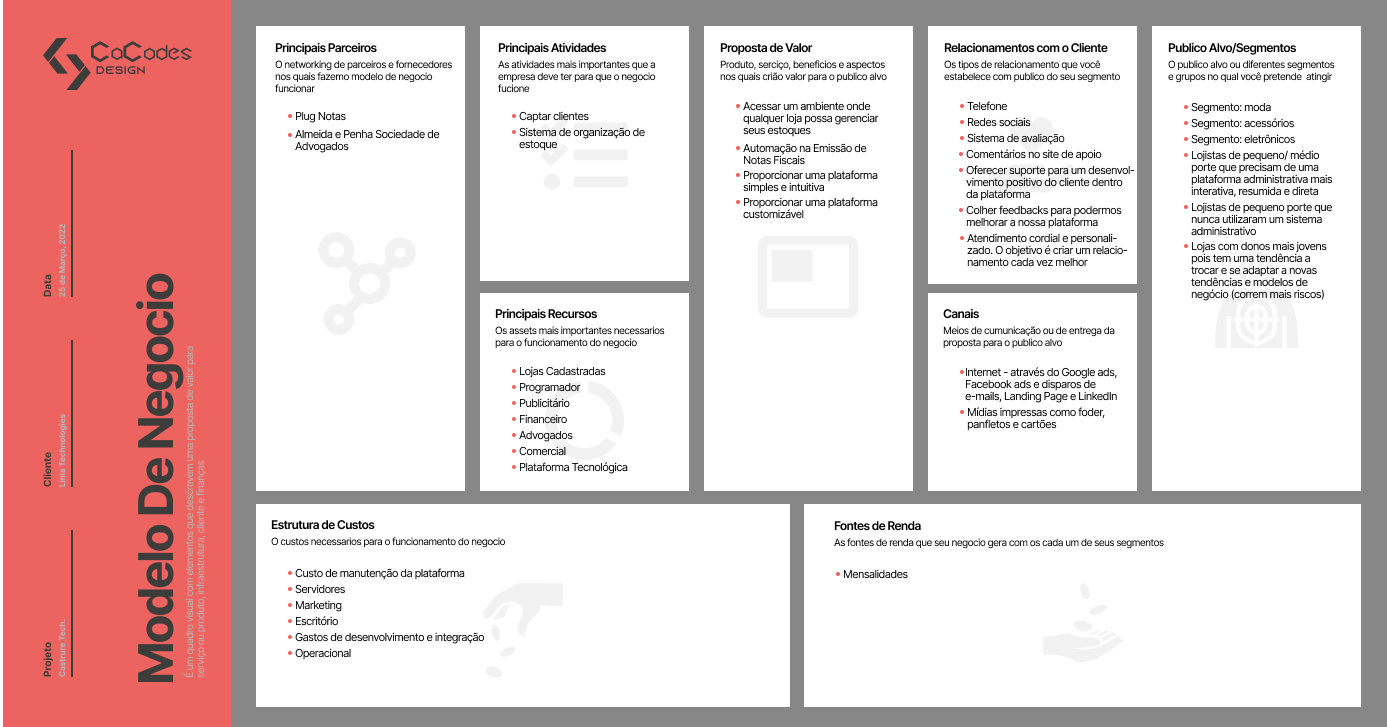 CoCodes
DESIGN
Data
25 de Março, 2022
Cliente
Linia Technologies
Projeto
Castrure Tech.
Modelo De Negocio
É um quadro visual com elementos que descrevem uma proposta de valor para
serviço ou produto, infraestrutura, cliente e finanças
Principais Parceiros
O networking de parceiros e fornecedores
nos quais fazemo modelo de negocio
funcionar
• Plug Notas
• Almeida e Penha Sociedade de
Advogados
Principais Atividades
As atividades mais importantes que a
empresa deve ter para que o negocio
fucione
• Captar clientes
• Sistema de organização de
estoque
Principais Recursos
Os assets mais importantes necessarios
para o funcionamento do negocio
• Lojas Cadastradas
• Programador
• Publicitário
• Financeiro
• Advogados
• Comercial
• Plataforma Tecnológica
Proposta de Valor
Produto, serciço, beneficios e aspectos
nos quais crião valor para o publico alvo
• Acessar um ambiente onde
qualquer loja possa gerenciar
seus estoques
• Automação na Emissão de
Notas Fiscais
• Proporcionar uma plataforma
simples e intuitiva
• Proporcionar uma plataforma
customizável
Relacionamentos com o Cliente
Os tipos de relacionamento que você
estabelece com publico do seu segmento
• Telefone
• Redes sociais
• Sistema de avaliação
• Comentários no site de apoio
• Oferecer suporte para um desenvol-
vimento positivo do cliente dentro
da plataforma
• Colher feedbacks para podermos
melhorar a nossa plataforma
• Atendimento cordial e personali-
zado. O objetivo é criar um relacio-
namento cada vez melhor
Canais
Meios de cumunicação ou de entrega da
proposta para o publico alvo
• Internet - através do Google ads,
Facebook ads e disparos de
e-mails, Landing Page e LinkedIn
• Mídias impressas como foder,
panfletos e cartões
Publico Alvo/Segmentos
O publico alvo ou diferentes segmentos
e grupos no qual você pretende atingir
• Segmento: moda
• Segmento: acessórios
• Segmento: eletrônicos
• Lojistas de pequeno/ médio
porte que precisam de uma
plataforma administrativa mais
interativa, resumida e direta
• Lojistas de pequeno porte que
nunca utilizaram um sistema
administrativo
• Lojas com donos mais jovens
pois tem uma tendência a
trocar e se adaptar a novas
tendências e modelos de
negócio (correm mais riscos)
Estrutura de Custos
O custos necessarios para o funcionamento do negocio
• Custo de manutenção da plataforma
• Servidores
• Marketing
• Escritório
• Gastos de desenvolvimento e integração
• Operacional
Fontes de Renda
As fontes de renda que seu negocio gera com os cada um de seus segmentos
• Mensalidades